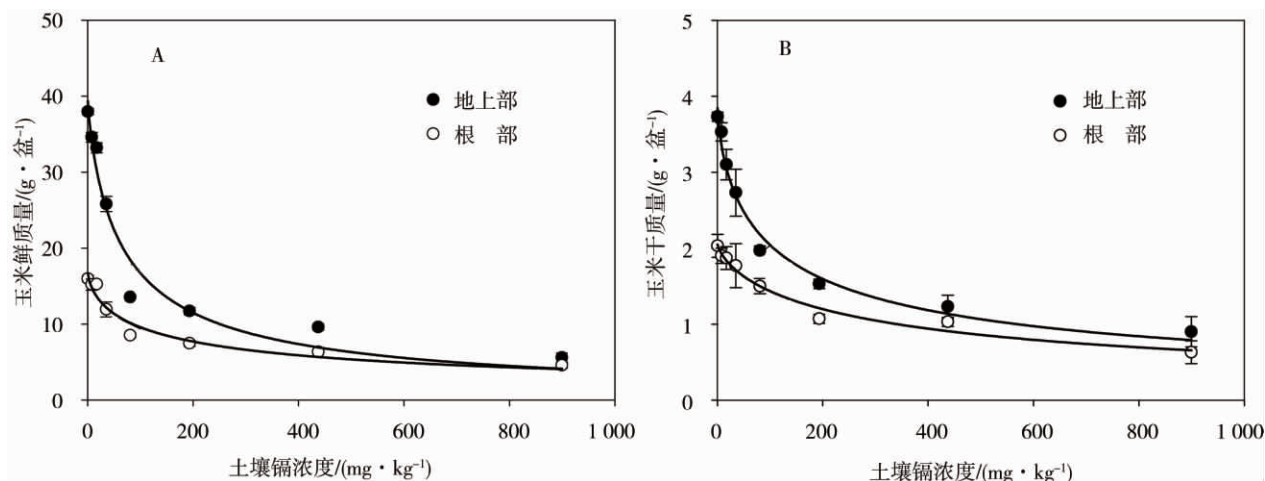 A
50
40
30
20
10
0
玉米鲜质量/(g·盆⁻¹)
● 地上部
○ 根 部
0 200 400 600 800 1 000
土壤镉浓度/(mg·kg⁻¹)
B
5
4
3
2
1
0
玉米干质量/(g·盆⁻¹)
● 地上部
○ 根 部
0 200 400 600 800 1 000
土壤镉浓度/(mg·kg⁻¹)